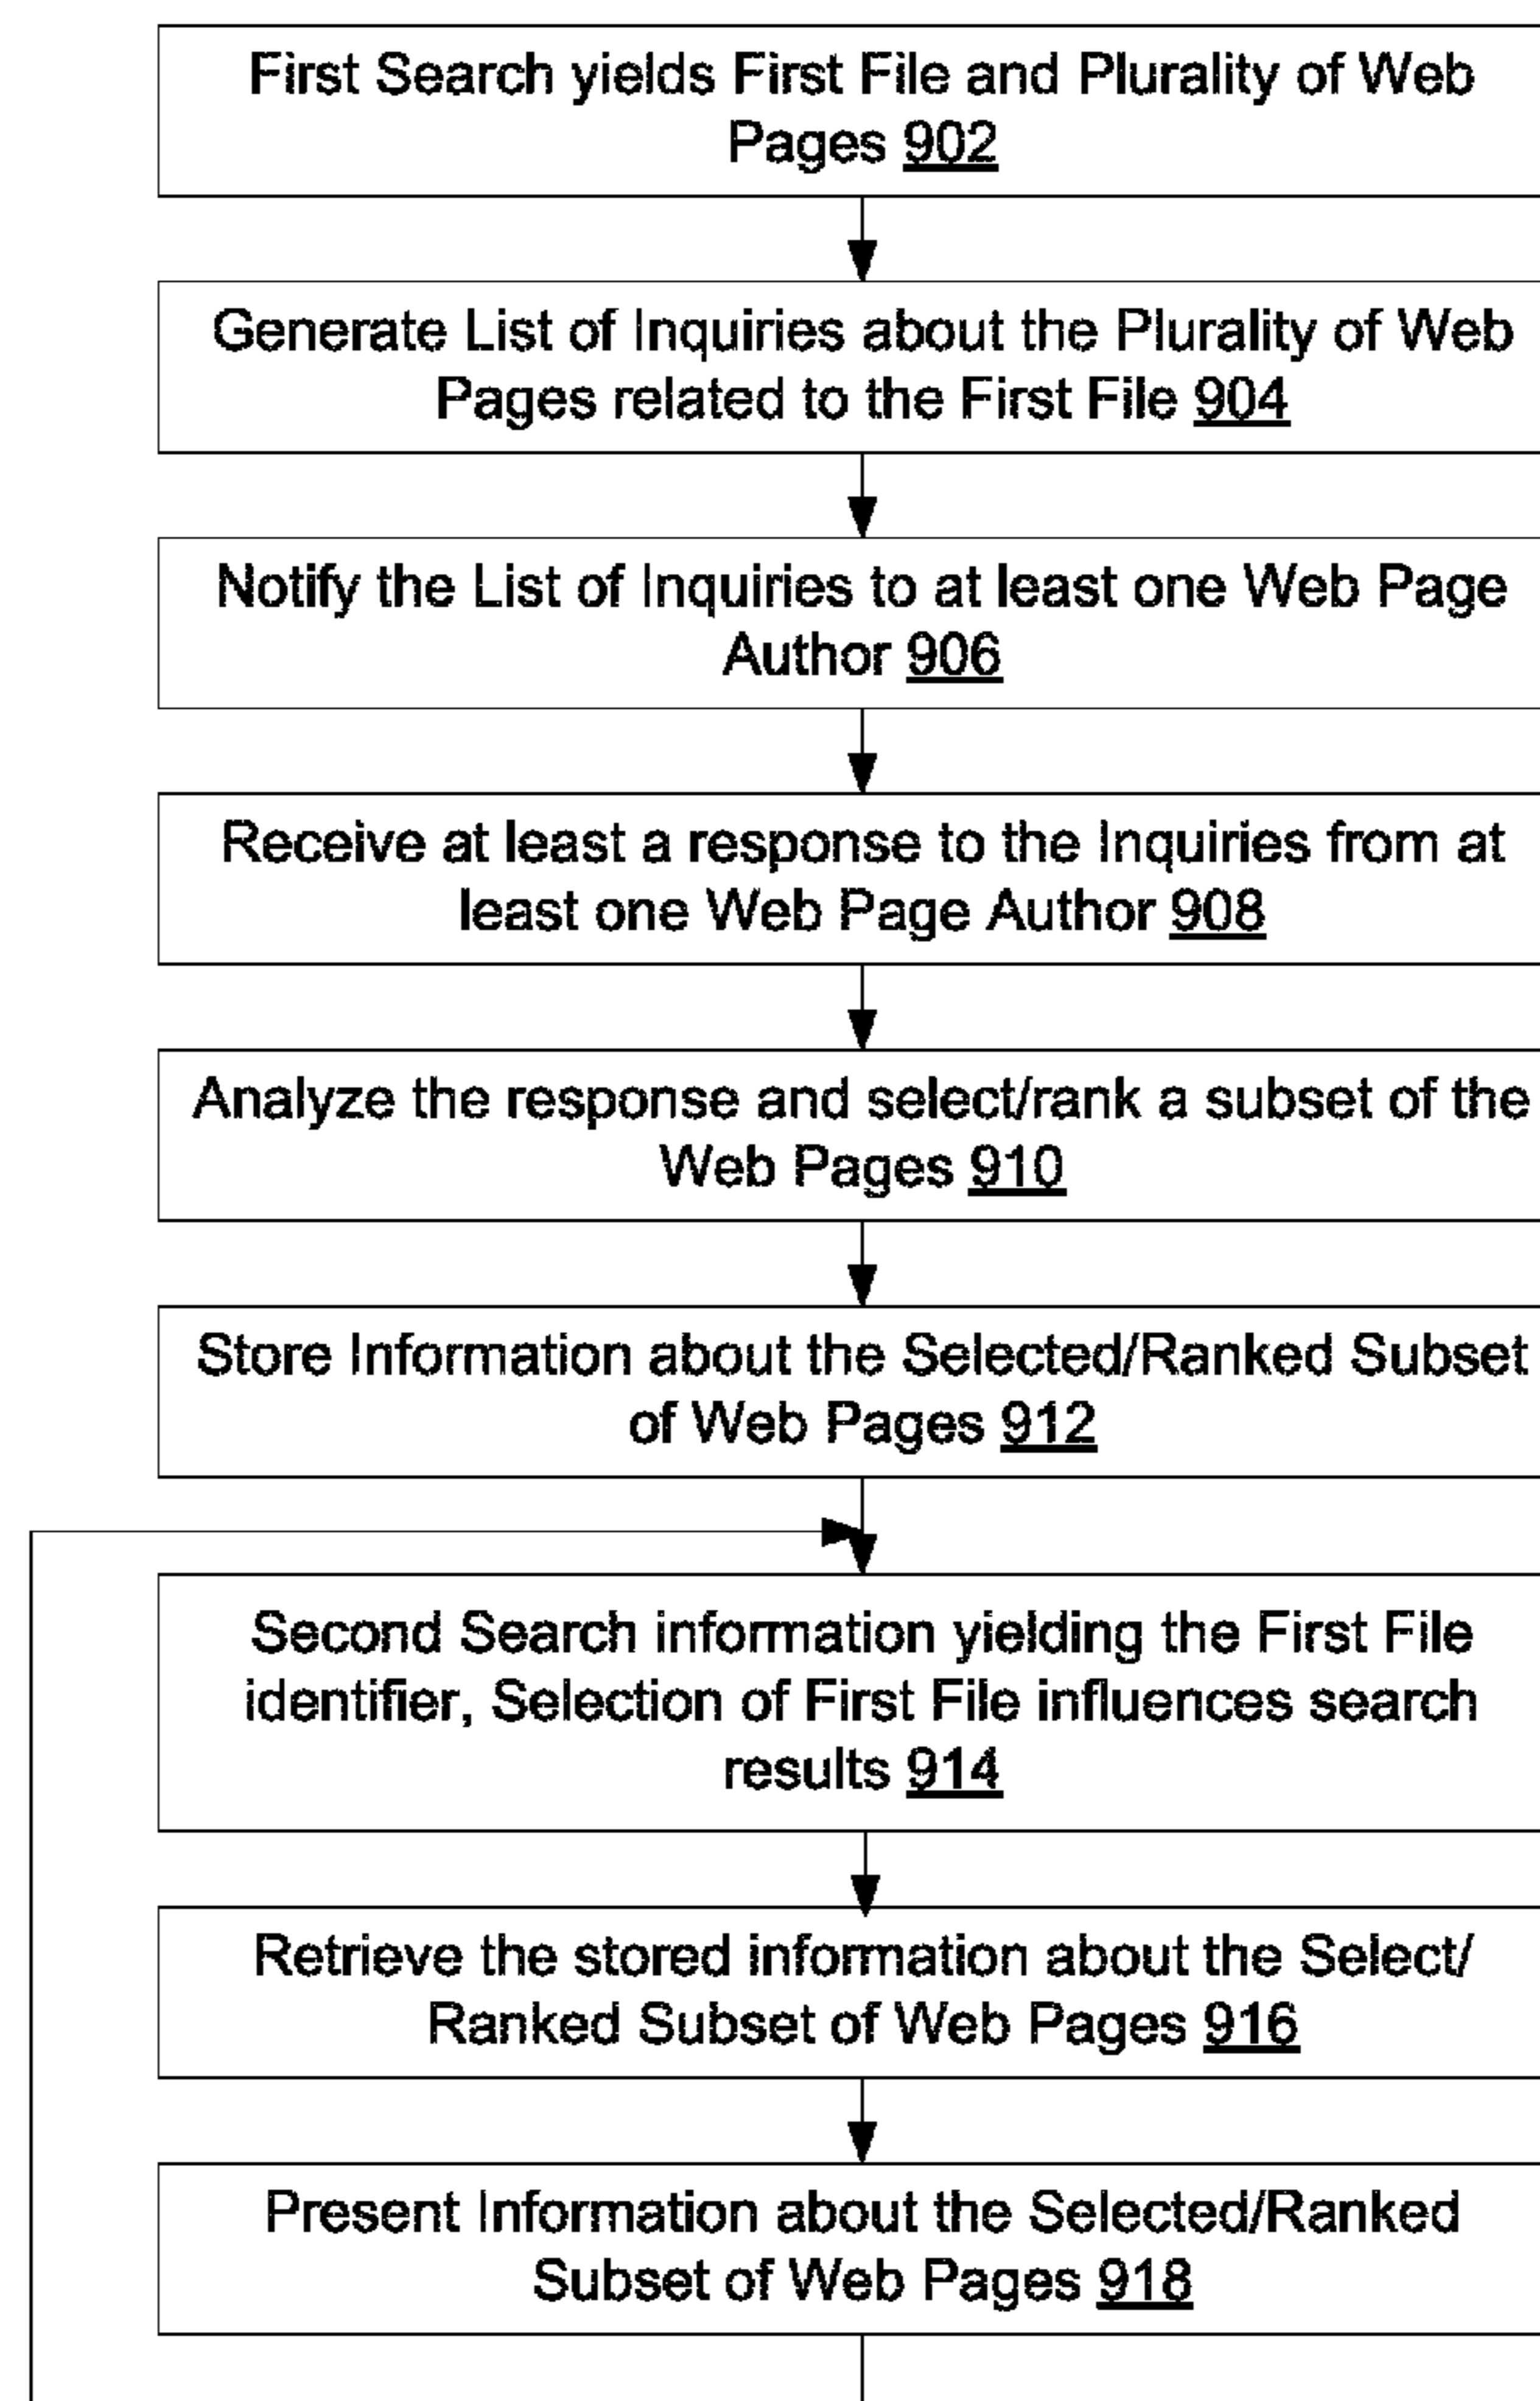 First Search yields First File and Plurality of Web
Pages 902
Generate List of Inquiries about the Plurality of Web
Pages related to the First File 904
Notify the List of Inquiries to at least one Web Page
Author 906
Receive at least a response to the Inquiries from at
least one Web Page Author 908
Analyze the response and select/rank a subset of the
Web Pages 910
Store Information about the Selected/Ranked Subset
of Web Pages 912
Second Search information yielding the First File
identifier, Selection of First File influences search
results 914
Retrieve the stored information about the Select/
Ranked Subset of Web Pages 916
Present Information about the Selected/Ranked
Subset of Web Pages 918